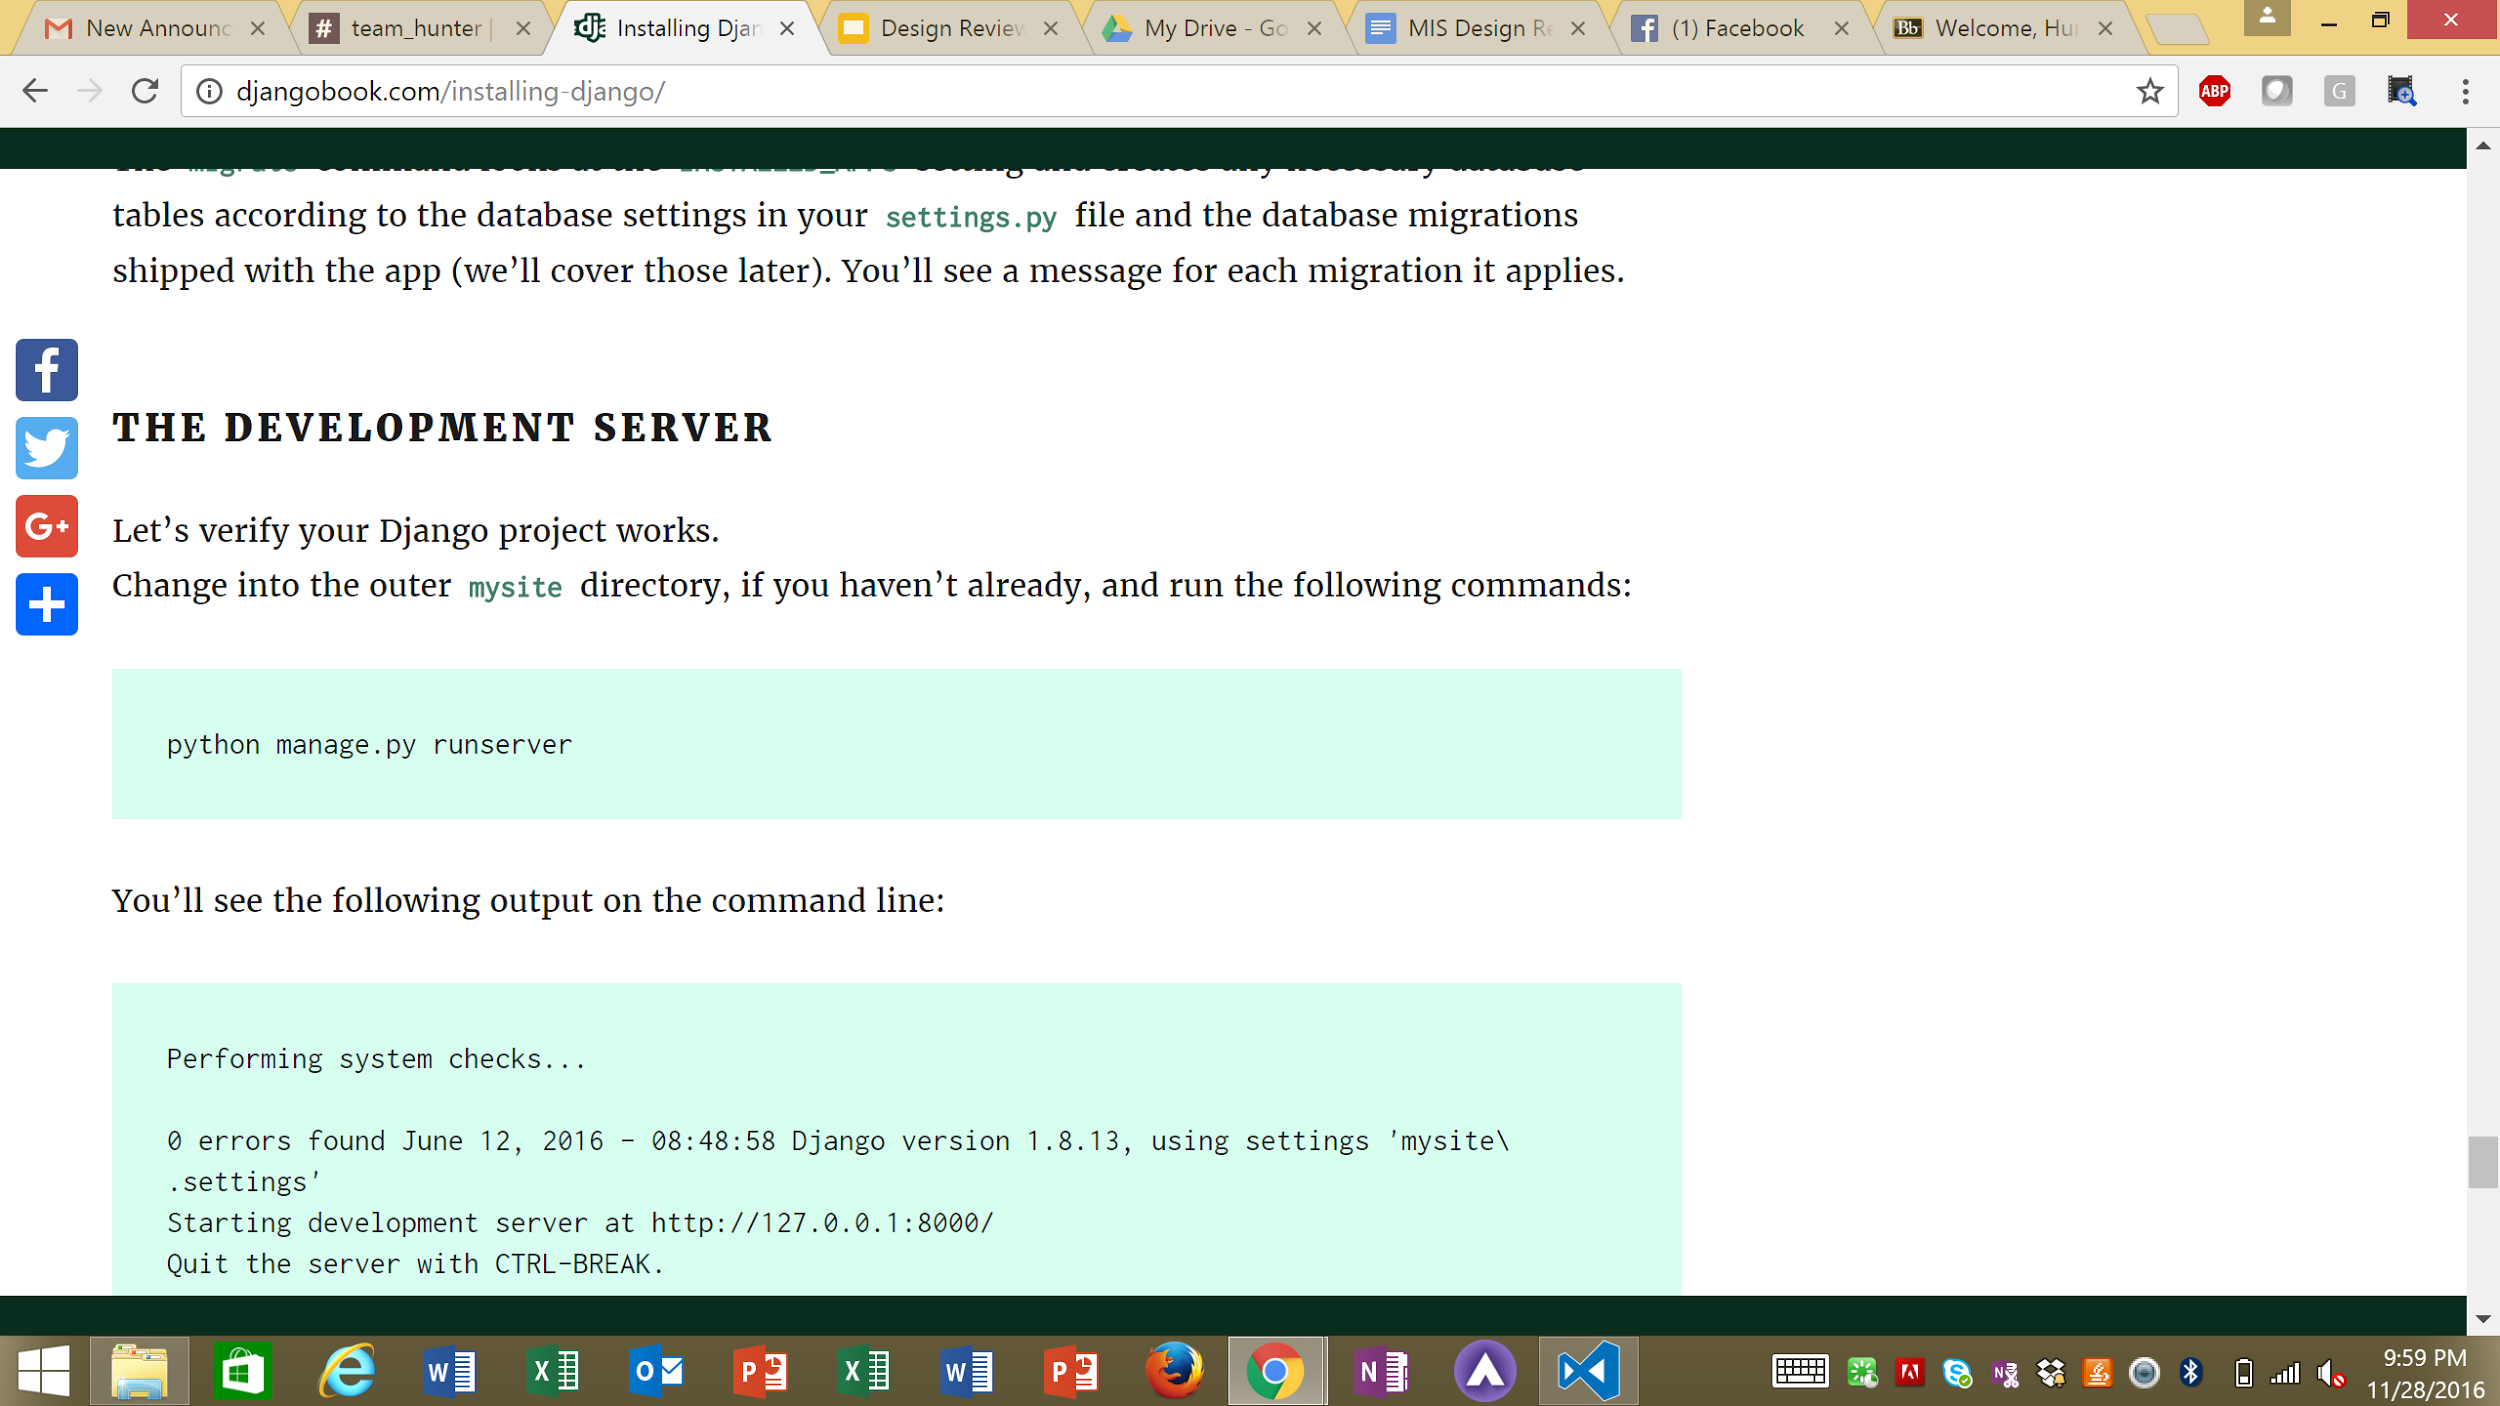 New Announc
team_hunter |
Installing Djan
Design Review
My Drive - Go
MIS Design Re
(1) Facebook
Bb Welcome, Hun
djangobook.com/installing-django/
ABP
G
tables according to the database settings in your settings.py file and the database migrations
shipped with the app (we’ll cover those later). You’ll see a message for each migration it applies.
THE DEVELOPMENT SERVER
Let’s verify your Django project works.
Change into the outer mysite directory, if you haven’t already, and run the following commands:
python manage.py runserver
You’ll see the following output on the command line:
Performing system checks...
0 errors found June 12, 2016 - 08:48:58 Django version 1.8.13, using settings 'mysite\
.settings'
Starting development server at http://127.0.0.1:8000/
Quit the server with CTRL-BREAK.
9:59 PM
11/28/2016